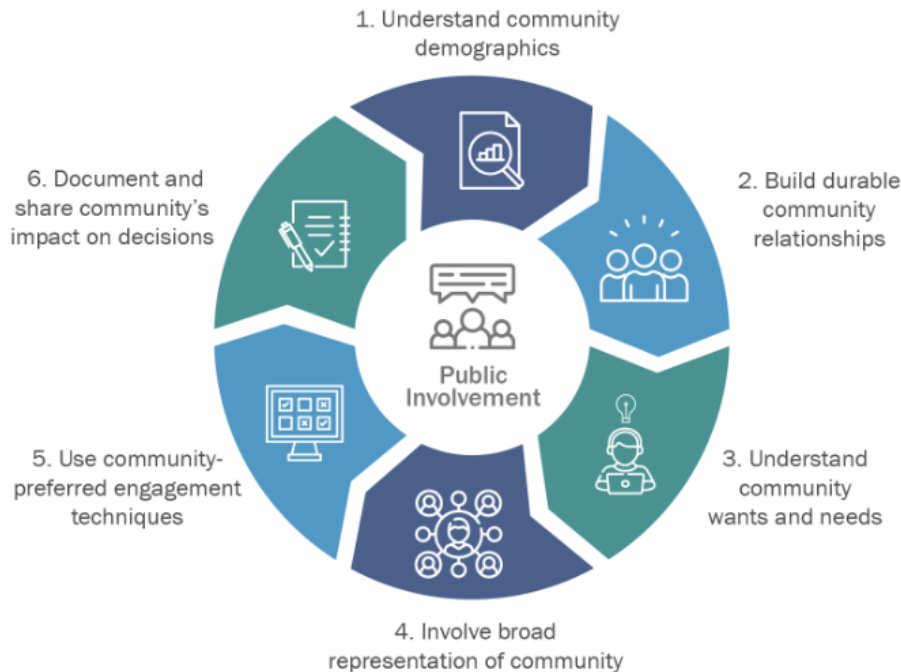 1. Understand community
demographics
2. Build durable
community
relationships
3. Understand
community
wants and needs
4. Involve broad
representation of community
5. Use community-
preferred engagement
techniques
6. Document and
share community's
impact on decisions
Public
Involvement